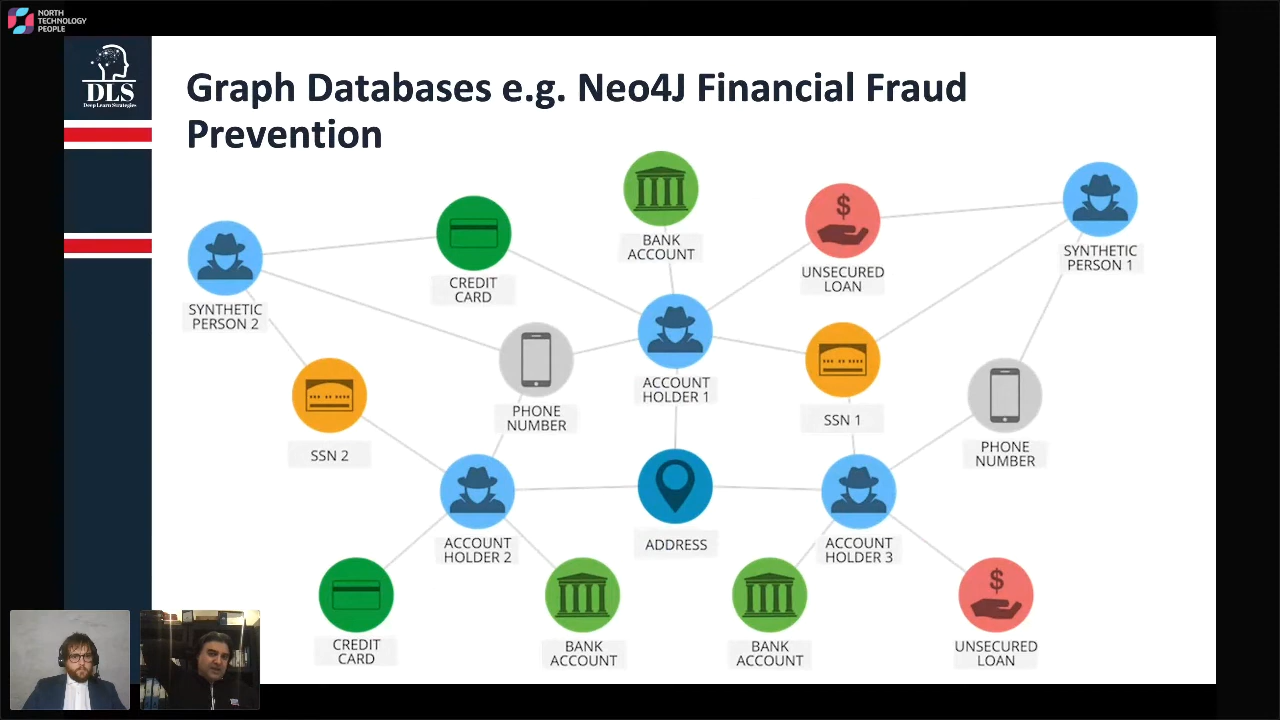 NORTH
TECHNOLOGY
PEOPLE
DLS
Deep Learn Strategies
Graph Databases e.g. Neo4J Financial Fraud
Prevention
BANK
ACCOUNT
CREDIT
CARD
UNSECURED
LOAN
SYNTHETIC
PERSON 1
SYNTHETIC
PERSON 2
ACCOUNT
HOLDER 1
PHONE
NUMBER
SSN 1
SSN 2
PHONE
NUMBER
ACCOUNT
HOLDER 2
ADDRESS
ACCOUNT
HOLDER 3
CREDIT
CARD
BANK
ACCOUNT
BANK
ACCOUNT
UNSECURED
LOAN